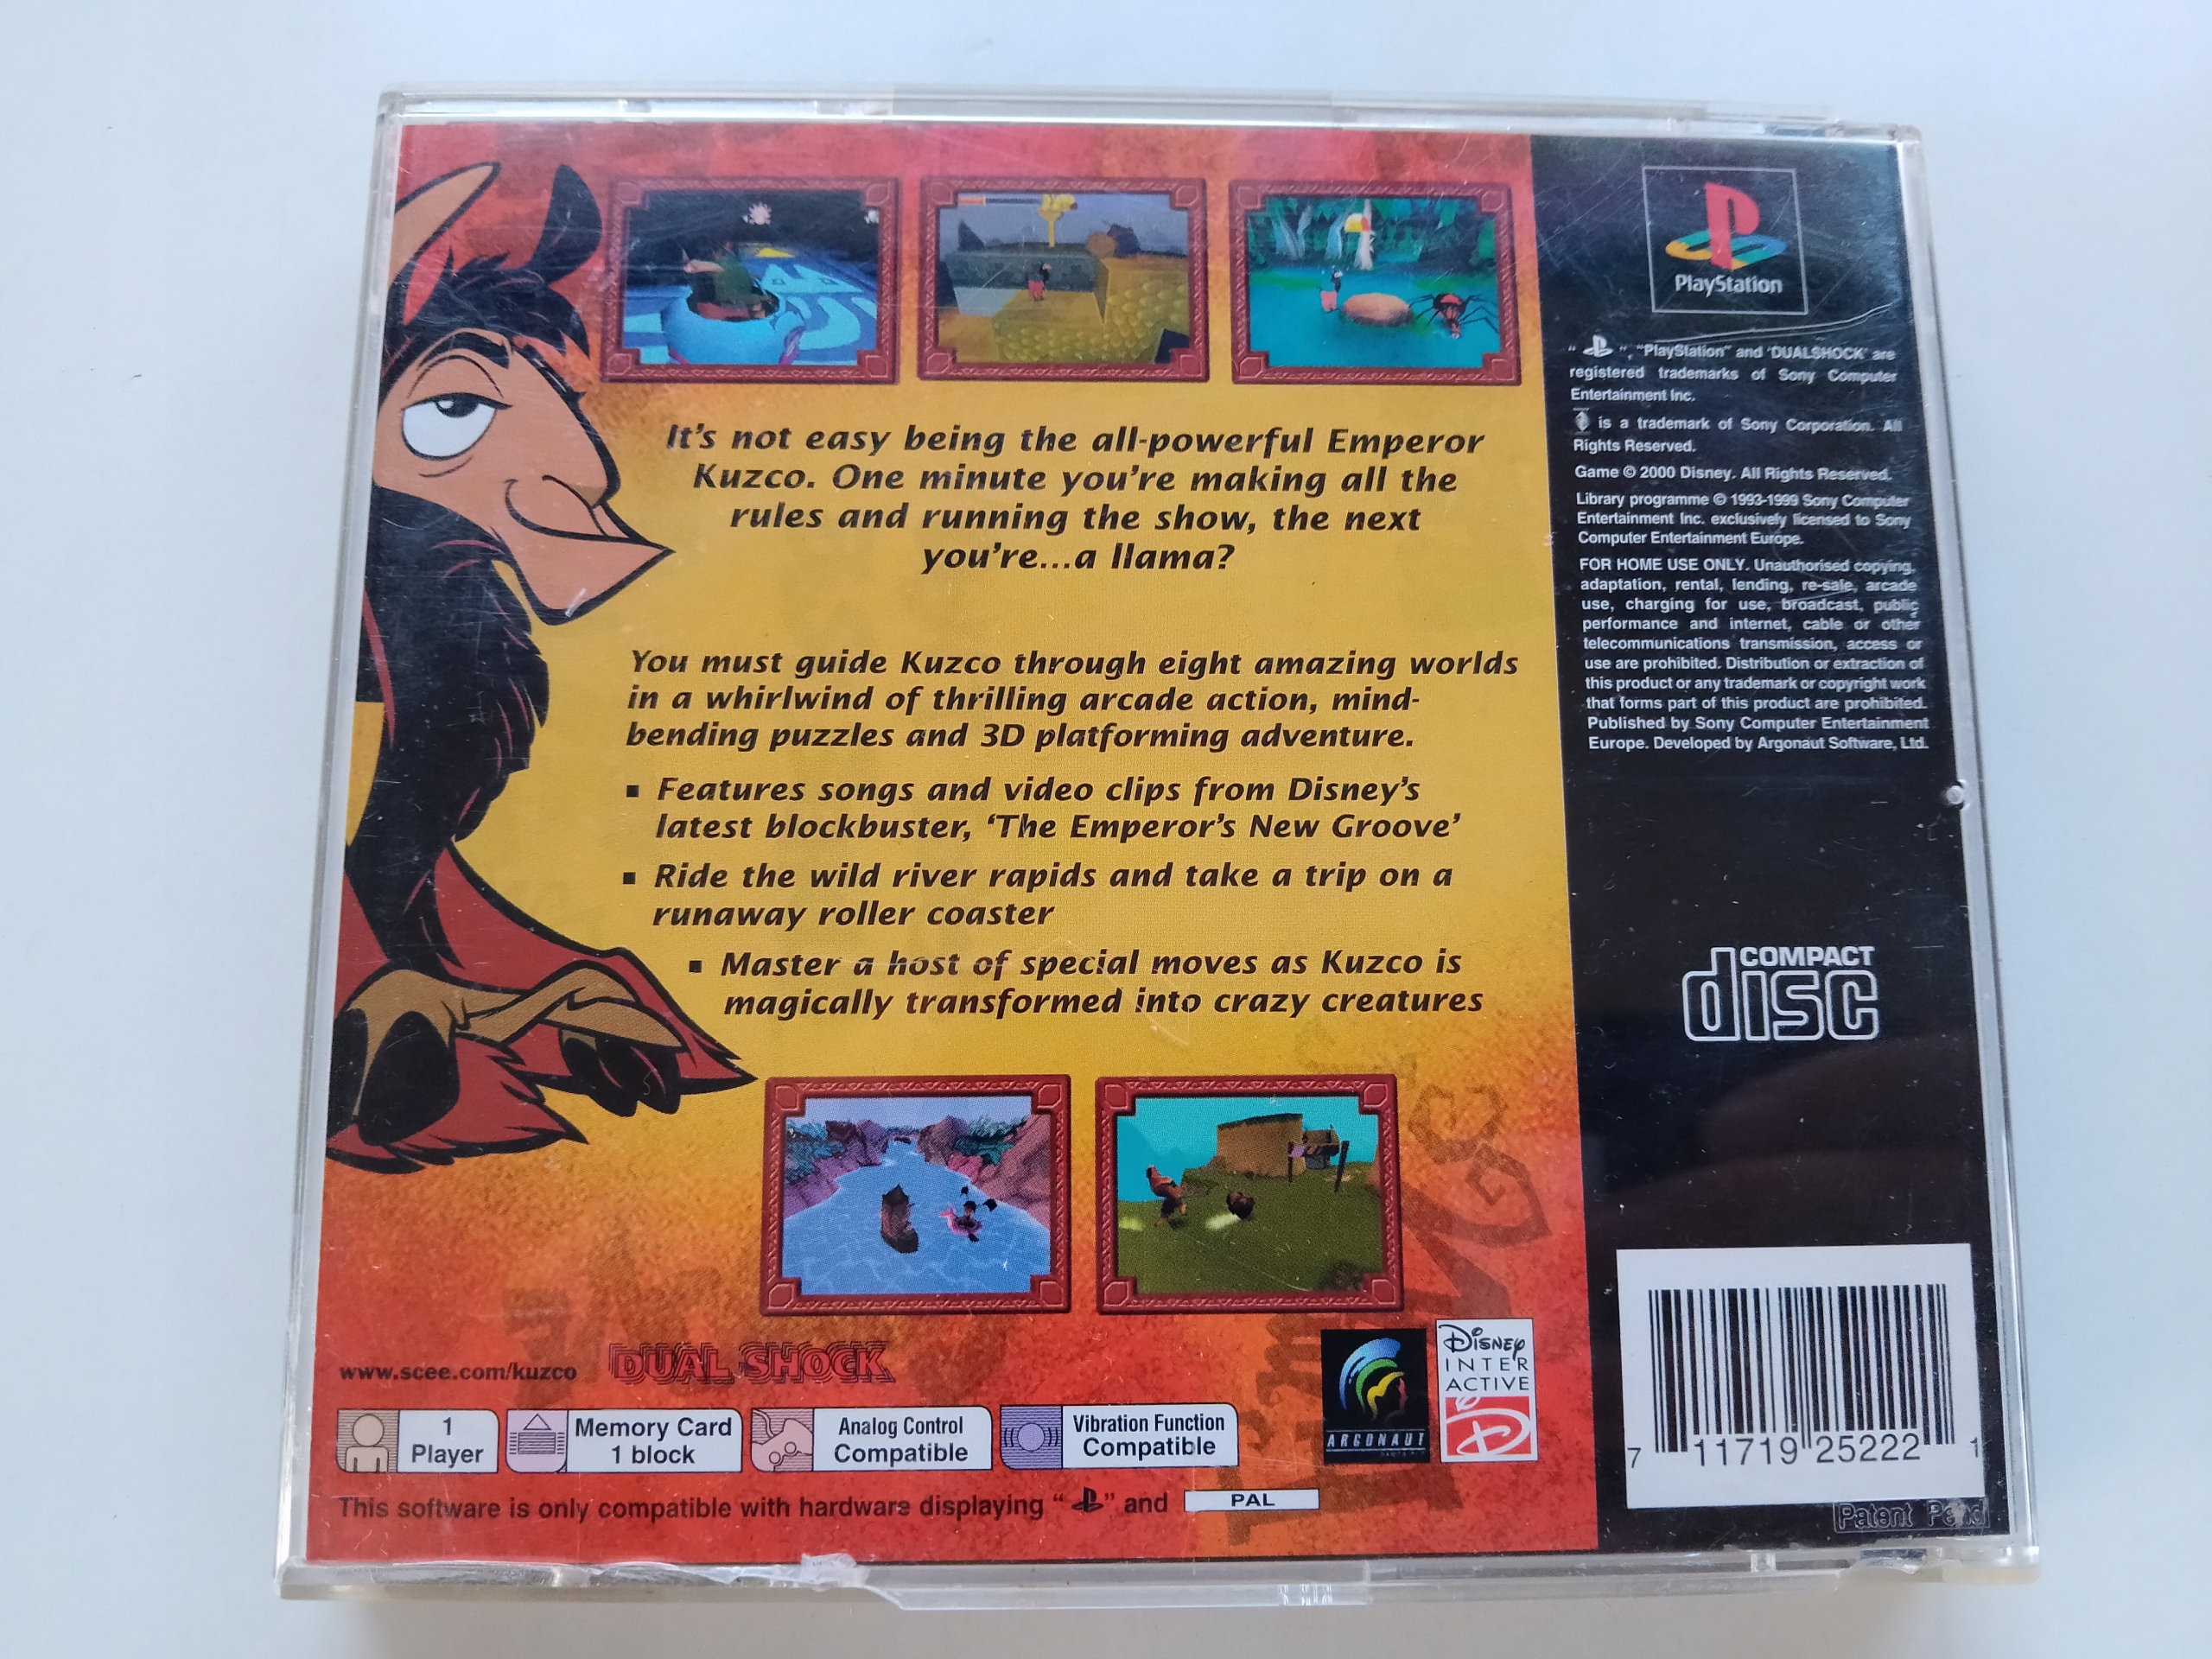 It's not easy being the all-powerful Emperor
Kuzco. One minute you're making all the
rules and running the show, the next
you're...a llama?
You must guide Kuzco through eight amazing worlds
in a whirlwind of thrilling arcade action, mind-
bending puzzles and 3D platforming adventure.
▪ Features songs and video clips from Disney's
latest blockbuster, 'The Emperor's New Groove'
▪ Ride the wild river rapids and take a trip on a
runaway roller coaster
▪ Master a host of special moves as Kuzco is
magically transformed into crazy creatures
www.scee.com/kuzco
DUAL SHOCK
1
Player
Memory Card
1 block
Analog Control
Compatible
Vibration Function
Compatible
ARGONAUT
Disney
INTER
ACTIVE
This software is only compatible with hardware displaying " " and PAL
PlayStation
" ", "PlayStation" and 'DUALSHOCK' are
registered trademarks of Sony Computer
Entertainment Inc.
is a trademark of Sony Corporation. All
Rights Reserved.
Game © 2000 Disney. All Rights Reserved.
Library programme © 1993-1999 Sony Computer
Entertainment Inc. exclusively licensed to Sony
Computer Entertainment Europe.
FOR HOME USE ONLY. Unauthorised copying,
adaptation, rental, lending, re-sale, arcade
use, charging for use, broadcast, public
performance and internet, cable or other
telecommunications transmission, access or
use are prohibited. Distribution or extraction of
this product or any trademark or copyright work
that forms part of this product are prohibited.
Published by Sony Computer Entertainment
Europe. Developed by Argonaut Software, Ltd.
COMPACT
disc
7 11719 25222 1
Patent Pend